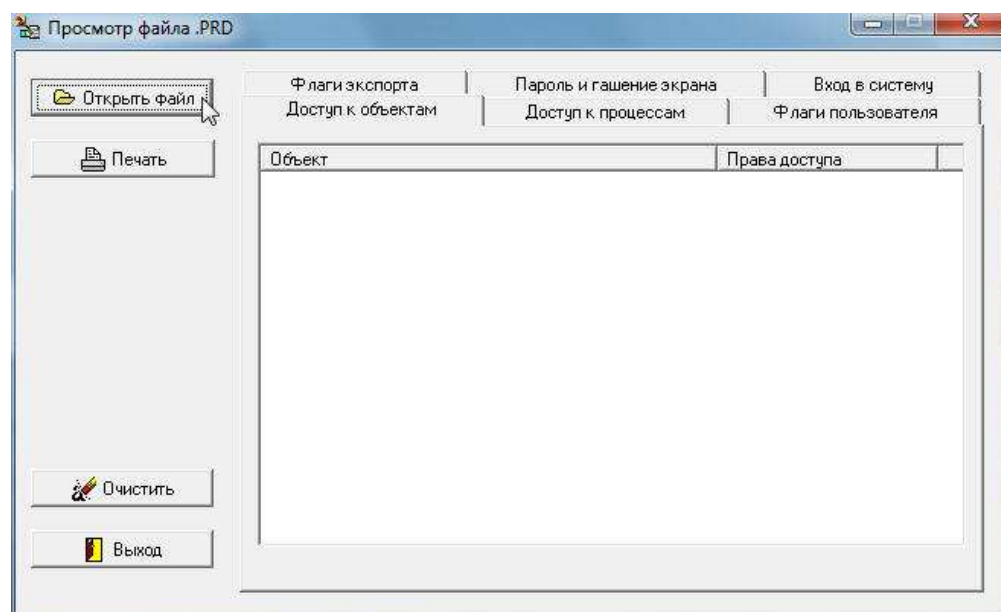 Просмотр файла .PRD
Открыть файл
Печать
Очистить
Выход
Флаги экспорта
Пароль и гашение экрана
Вход в систему
Доступ к объектам
Доступ к процессам
Флаги пользователя
Объект
Права доступа